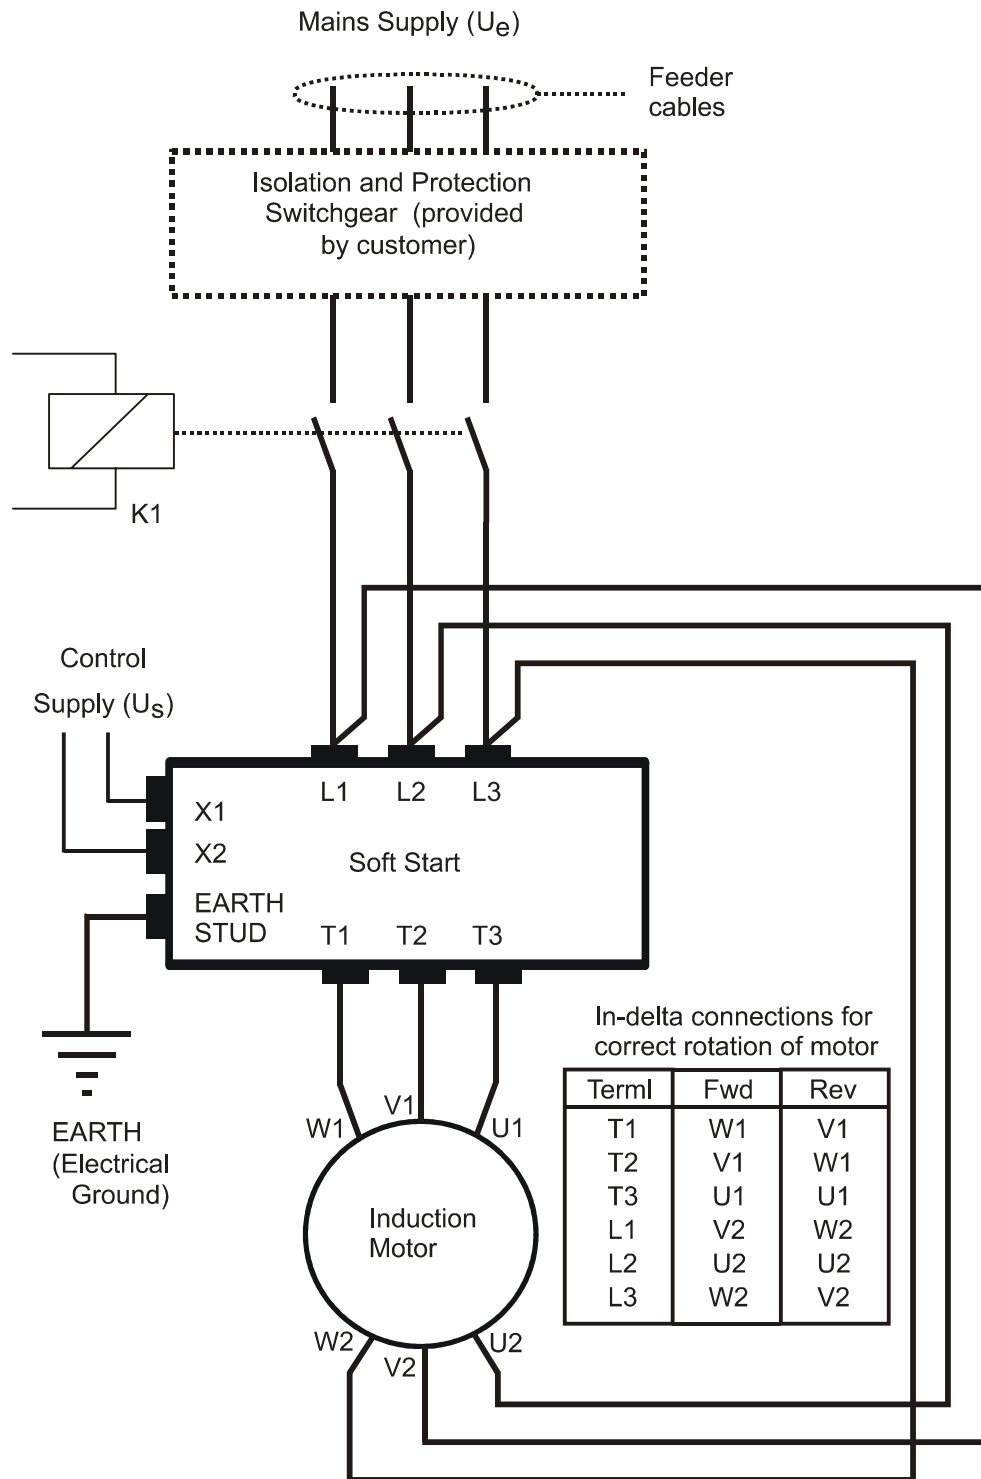 Mains Supply (Ue)
Feeder
cables
Isolation and Protection
Switchgear (provided
by customer)
K1
Control
Supply (Us)
L1 L2 L3
X1
X2
Soft Start
EARTH
STUD
T1 T2 T3
EARTH
(Electrical
Ground)
W1 V1 U1
Induction
Motor
W2 V2 U2
In-delta connections for
correct rotation of motor
Terml Fwd Rev
T1 W1 V1
T2 V1 W1
T3 U1 U1
L1 V2 W2
L2 U2 U2
L3 W2 V2